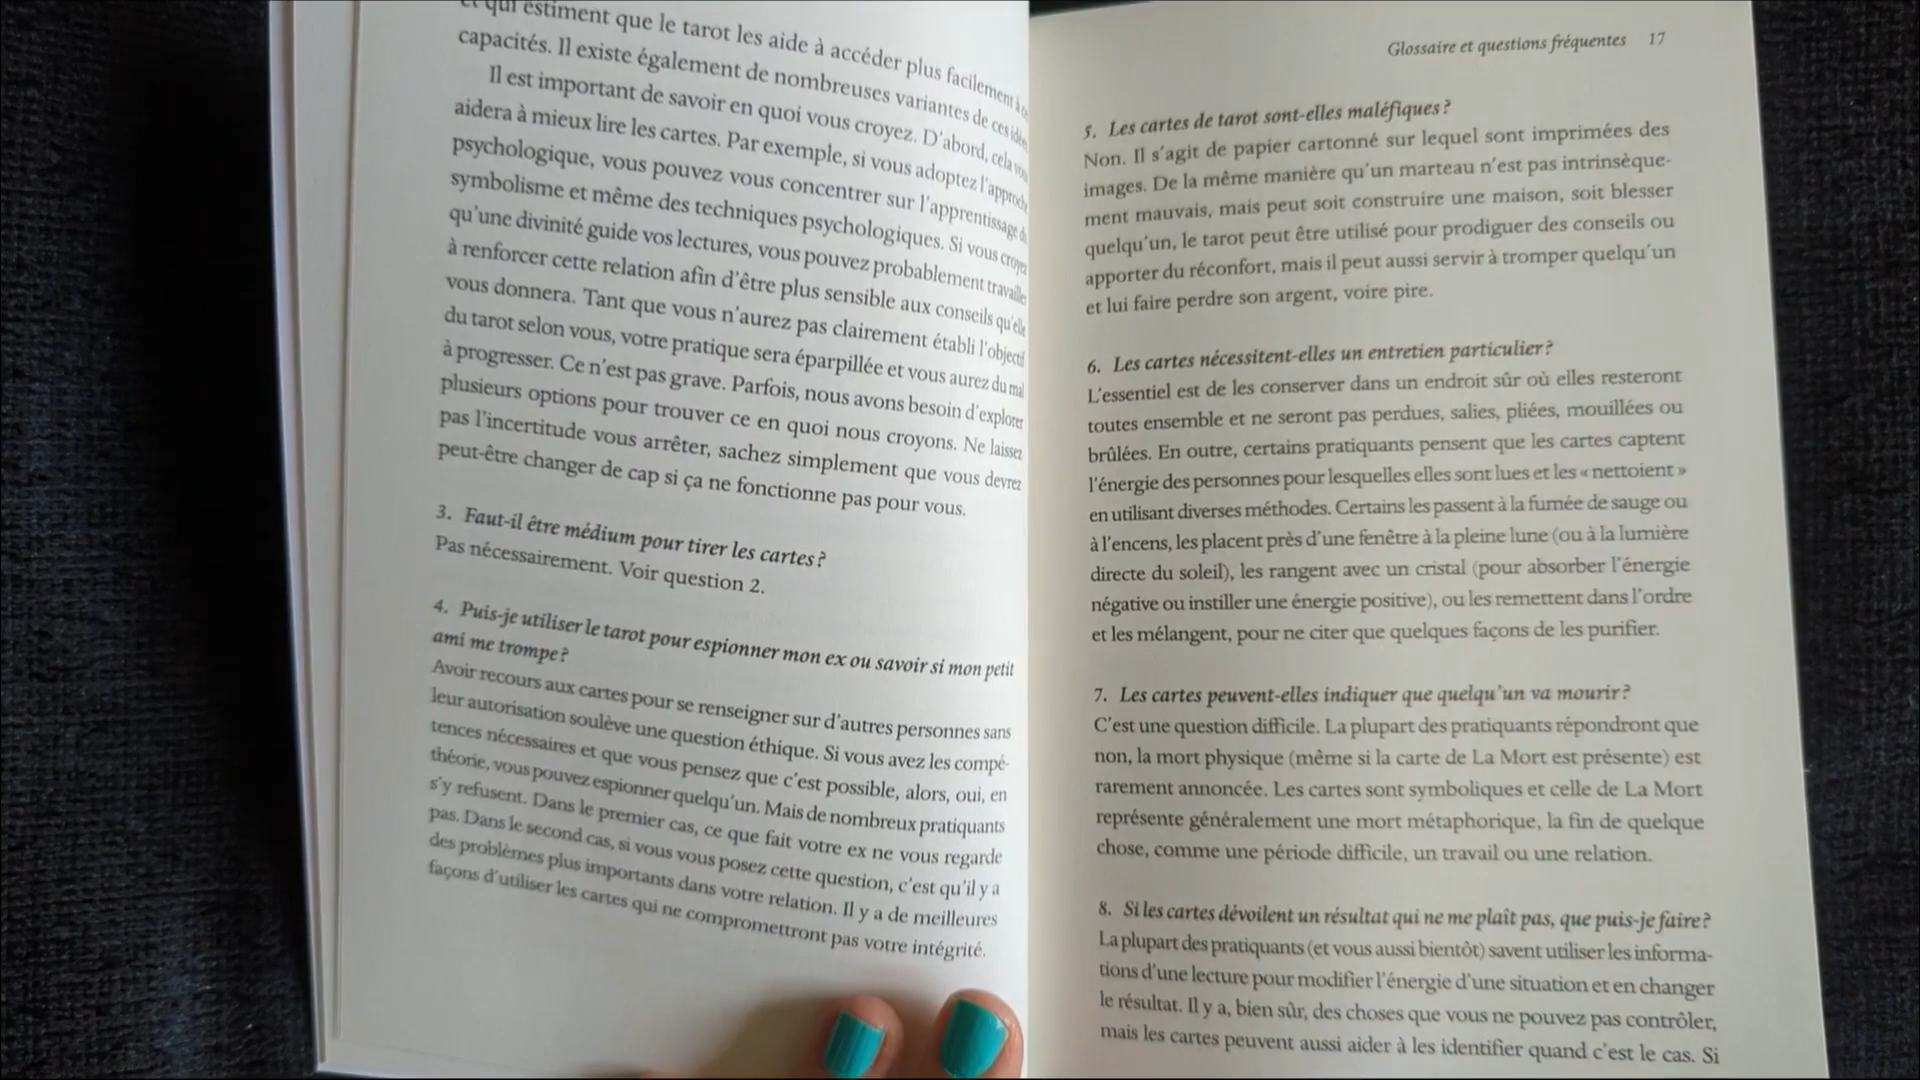 et qui estiment que le tarot les aide à accéder plus facilement à
capacités. Il existe également de nombreuses variantes de ces idées
Il est important de savoir en quoi vous croyez. D'abord, cela vous
aidera à mieux lire les cartes. Par exemple, si vous adoptez l'approche
psychologique, vous pouvez vous concentrer sur l'apprentissage du
symbolisme et même des techniques psychologiques. Si vous croyez
qu'une divinité guide vos lectures, vous pouvez probablement travailler
à renforcer cette relation afin d'être plus sensible aux conseils qu'elle
vous donnera. Tant que vous n'aurez pas clairement établi l'objectif
du tarot selon vous, votre pratique sera éparpillée et vous aurez du mal
à progresser. Ce n'est pas grave. Parfois, nous avons besoin d'explorer
plusieurs options pour trouver ce en quoi nous croyons. Ne laissez
pas l'incertitude vous arrêter, sachez simplement que vous devrez
peut-être changer de cap si ça ne fonctionne pas pour vous.
3. Faut-il être médium pour tirer les cartes ?
Pas nécessairement. Voir question 2.
4. Puis-je utiliser le tarot pour espionner mon ex ou savoir si mon petit
ami me trompe ?
Avoir recours aux cartes pour se renseigner sur d'autres personnes sans
leur autorisation soulève une question éthique. Si vous avez les compé-
tences nécessaires et que vous pensez que c'est possible, alors, oui, en
théorie, vous pouvez espionner quelqu'un. Mais de nombreux pratiquants
s'y refusent. Dans le premier cas, ce que fait votre ex ne vous regarde
pas. Dans le second cas, si vous vous posez cette question, c'est qu'il y a
des problèmes plus importants dans votre relation. Il y a de meilleures
façons d'utiliser les cartes qui ne compromettront pas votre intégrité.
Glossaire et questions fréquentes 17
5. Les cartes de tarot sont-elles maléfiques ?
Non. Il s'agit de papier cartonné sur lequel sont imprimées des
images. De la même manière qu'un marteau n'est pas intrinsèque-
ment mauvais, mais peut soit construire une maison, soit blesser
quelqu'un, le tarot peut être utilisé pour prodiguer des conseils ou
apporter du réconfort, mais il peut aussi servir à tromper quelqu'un
et lui faire perdre son argent, voire pire.
6. Les cartes nécessitent-elles un entretien particulier ?
L'essentiel est de les conserver dans un endroit sûr où elles resteront
toutes ensemble et ne seront pas perdues, salies, pliées, mouillées ou
brûlées. En outre, certains pratiquants pensent que les cartes captent
l'énergie des personnes pour lesquelles elles sont lues et les « nettoient »
en utilisant diverses méthodes. Certains les passent à la fumée de sauge ou
à l'encens, les placent près d'une fenêtre à la pleine lune (ou à la lumière
directe du soleil), les rangent avec un cristal (pour absorber l'énergie
négative ou instiller une énergie positive), ou les remettent dans l'ordre
et les mélangent, pour ne citer que quelques façons de les purifier.
7. Les cartes peuvent-elles indiquer que quelqu'un va mourir ?
C'est une question difficile. La plupart des pratiquants répondront que
non, la mort physique (même si la carte de La Mort est présente) est
rarement annoncée. Les cartes sont symboliques et celle de La Mort
représente généralement une mort métaphorique, la fin de quelque
chose, comme une période difficile, un travail ou une relation.
8. Si les cartes dévoilent un résultat qui ne me plaît pas, que puis-je faire ?
La plupart des pratiquants (et vous aussi bientôt) savent utiliser les informa-
tions d'une lecture pour modifier l'énergie d'une situation et en changer
le résultat. Il y a, bien sûr, des choses que vous ne pouvez pas contrôler,
mais les cartes peuvent aussi aider à les identifier quand c'est le cas. Si